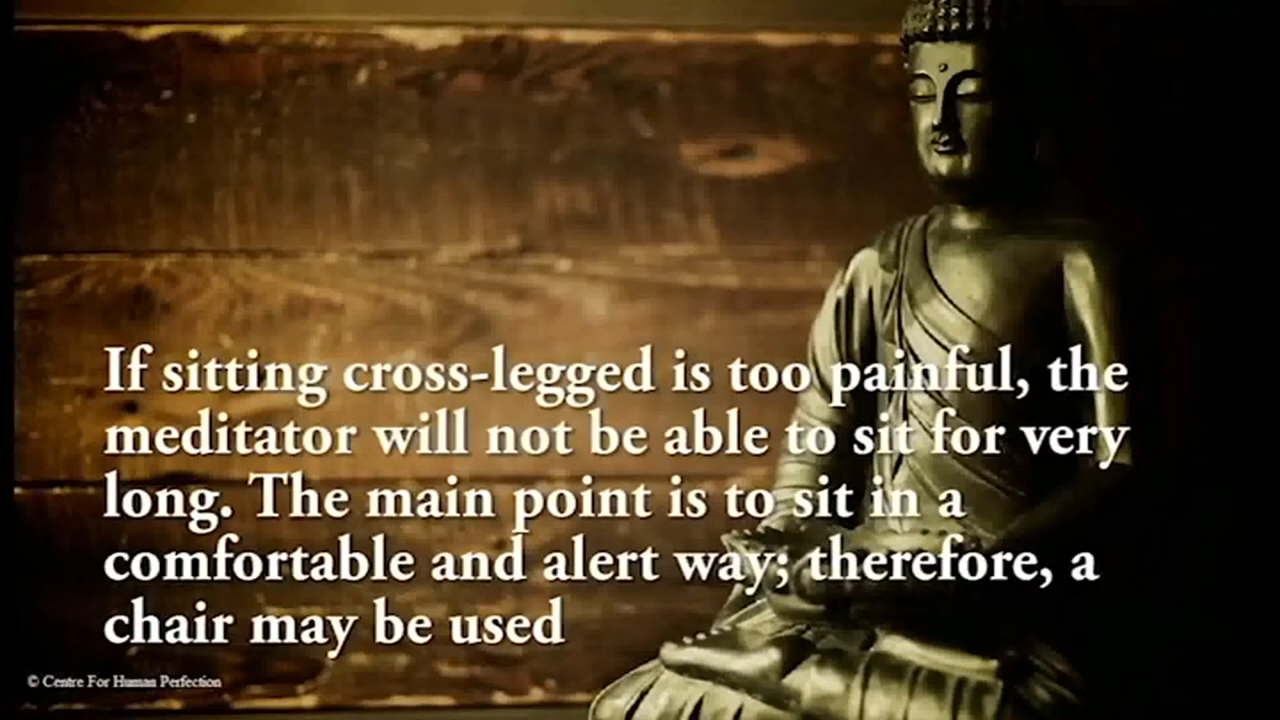 If sitting cross-legged is too painful, the
meditator will not be able to sit for very
long. The main point is to sit in a
comfortable and alert way; therefore, a
chair may be used
© Centre For Human Perfection